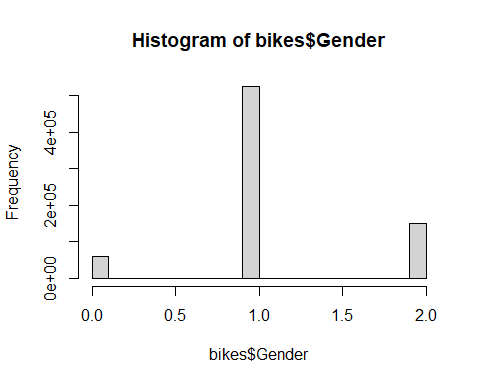 Histogram of bikes$Gender
Frequency
4e+05
2e+05
0e+00
0.0 0.5 1.0 1.5 2.0
bikes$Gender